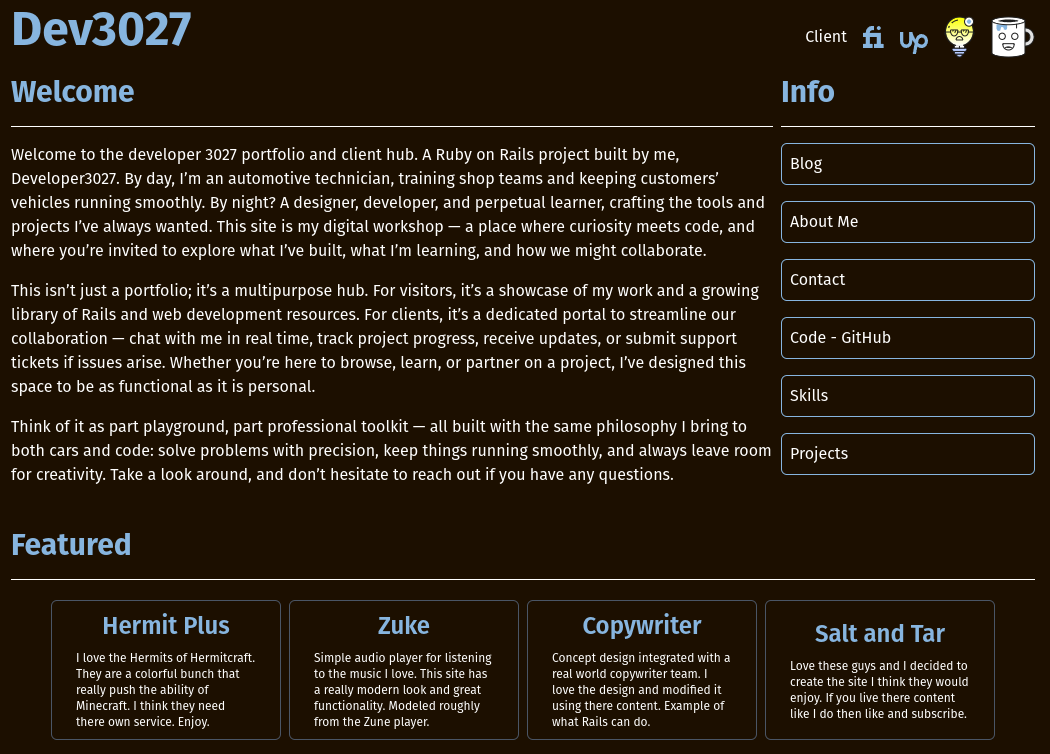 Dev3027
Client fi up
Welcome
Info
Welcome to the developer 3027 portfolio and client hub. A Ruby on Rails project built by me,
Developer3027. By day, I’m an automotive technician, training shop teams and keeping customers’
vehicles running smoothly. By night? A designer, developer, and perpetual learner, crafting the tools and
projects I’ve always wanted. This site is my digital workshop — a place where curiosity meets code, and
where you’re invited to explore what I’ve built, what I’m learning, and how we might collaborate.
This isn’t just a portfolio; it’s a multipurpose hub. For visitors, it’s a showcase of my work and a growing
library of Rails and web development resources. For clients, it’s a dedicated portal to streamline our
collaboration — chat with me in real time, track project progress, receive updates, or submit support
tickets if issues arise. Whether you’re here to browse, learn, or partner on a project, I’ve designed this
space to be as functional as it is personal.
Think of it as part playground, part professional toolkit — all built with the same philosophy I bring to
both cars and code: solve problems with precision, keep things running smoothly, and always leave room
for creativity. Take a look around, and don’t hesitate to reach out if you have any questions.
Blog
About Me
Contact
Code - GitHub
Skills
Projects
Featured
Hermit Plus
I love the Hermits of Hermitcraft.
They are a colorful bunch that
really push the ability of
Minecraft. I think they need
there own service. Enjoy.
Zuke
Simple audio player for listening
to the music I love. This site has
a really modern look and great
functionality. Modeled roughly
from the Zune player.
Copywriter
Concept design integrated with a
real world copywriter team. I
love the design and modified it
using there content. Example of
what Rails can do.
Salt and Tar
Love these guys and I decided to
create the site I think they would
enjoy. If you live there content
like I do then like and subscribe.